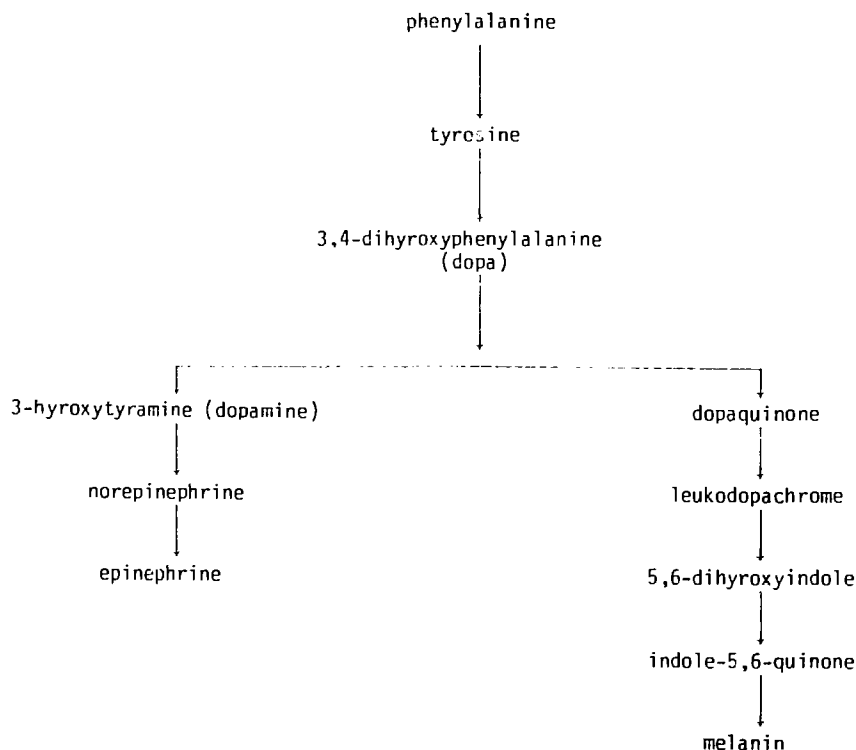 phenylalanine
tyrosine
3,4-dihyroxyphenylalanine
(dopa)
3-hyroxytyramine (dopamine)
dopaquinone
norepinephrine
leukodopachrome
epinephrine
5,6-dihyroxyindole
indole-5,6-quinone
melanin